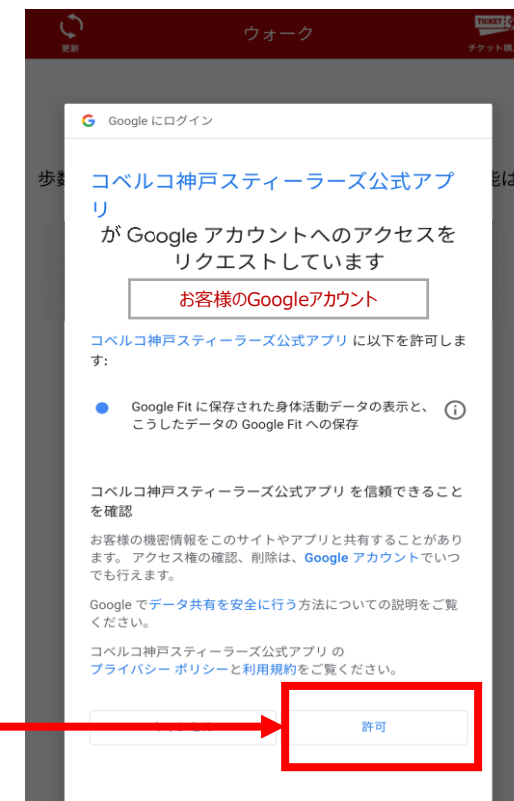 ウォーク
更新
TICKET
チケット購
歩数
能は
G Google にログイン
コベルコ神戸スティーラーズ公式アプ
リ
が Google アカウントへのアクセスを
リクエストしています
お客様のGoogleアカウント
コベルコ神戸スティーラーズ公式アプリ に以下を許可しま
す:
Google Fit に保存された身体活動データの表示と、
こうしたデータの Google Fit への保存
コベルコ神戸スティーラーズ公式アプリ を信頼できること
を確認
お客様の機密情報をこのサイトやアプリと共有することがあり
ます。 アクセス権の確認、削除は、Google アカウントでいつ
でも行えます。
Google でデータ共有を安全に行う方法についての説明をご覧
ください。
コベルコ神戸スティーラーズ公式アプリ の
プライバシー ポリシーと利用規約をご覧ください。
許可